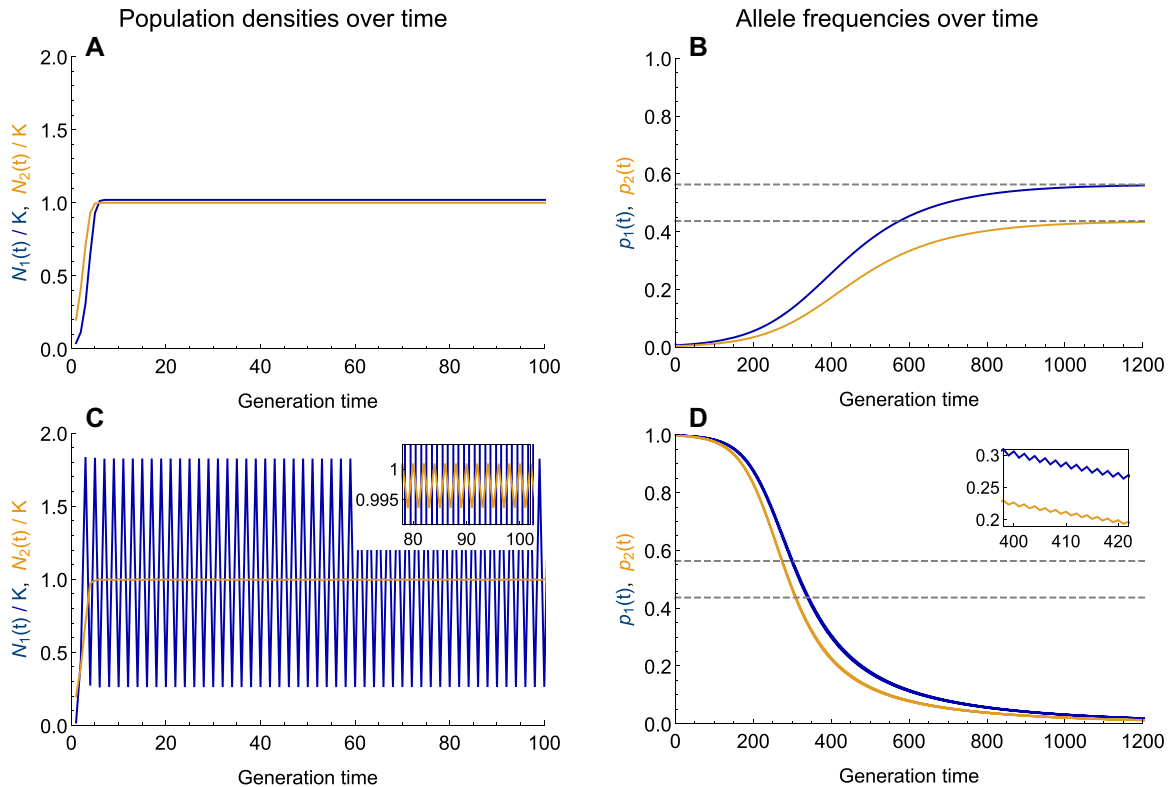 Population densities over time
Allele frequencies over time
A
2.0
1.5
1.0
0.5
0.0
0 20 40 60 80 100
N1(t) / K, N2(t) / K
Generation time
B
1.0
0.8
0.6
0.4
0.2
0.0
0 200 400 600 800 1000 1200
p1(t), p2(t)
Generation time
C
2.0
1.5
1.0
0.5
0.0
0 20 40 60 80 100
N1(t) / K, N2(t) / K
Generation time
1
0.995
80 90 100
D
1.0
0.8
0.6
0.4
0.2
0.0
0 200 400 600 800 1000 1200
p1(t), p2(t)
Generation time
0.3
0.25
0.2
400 410 420